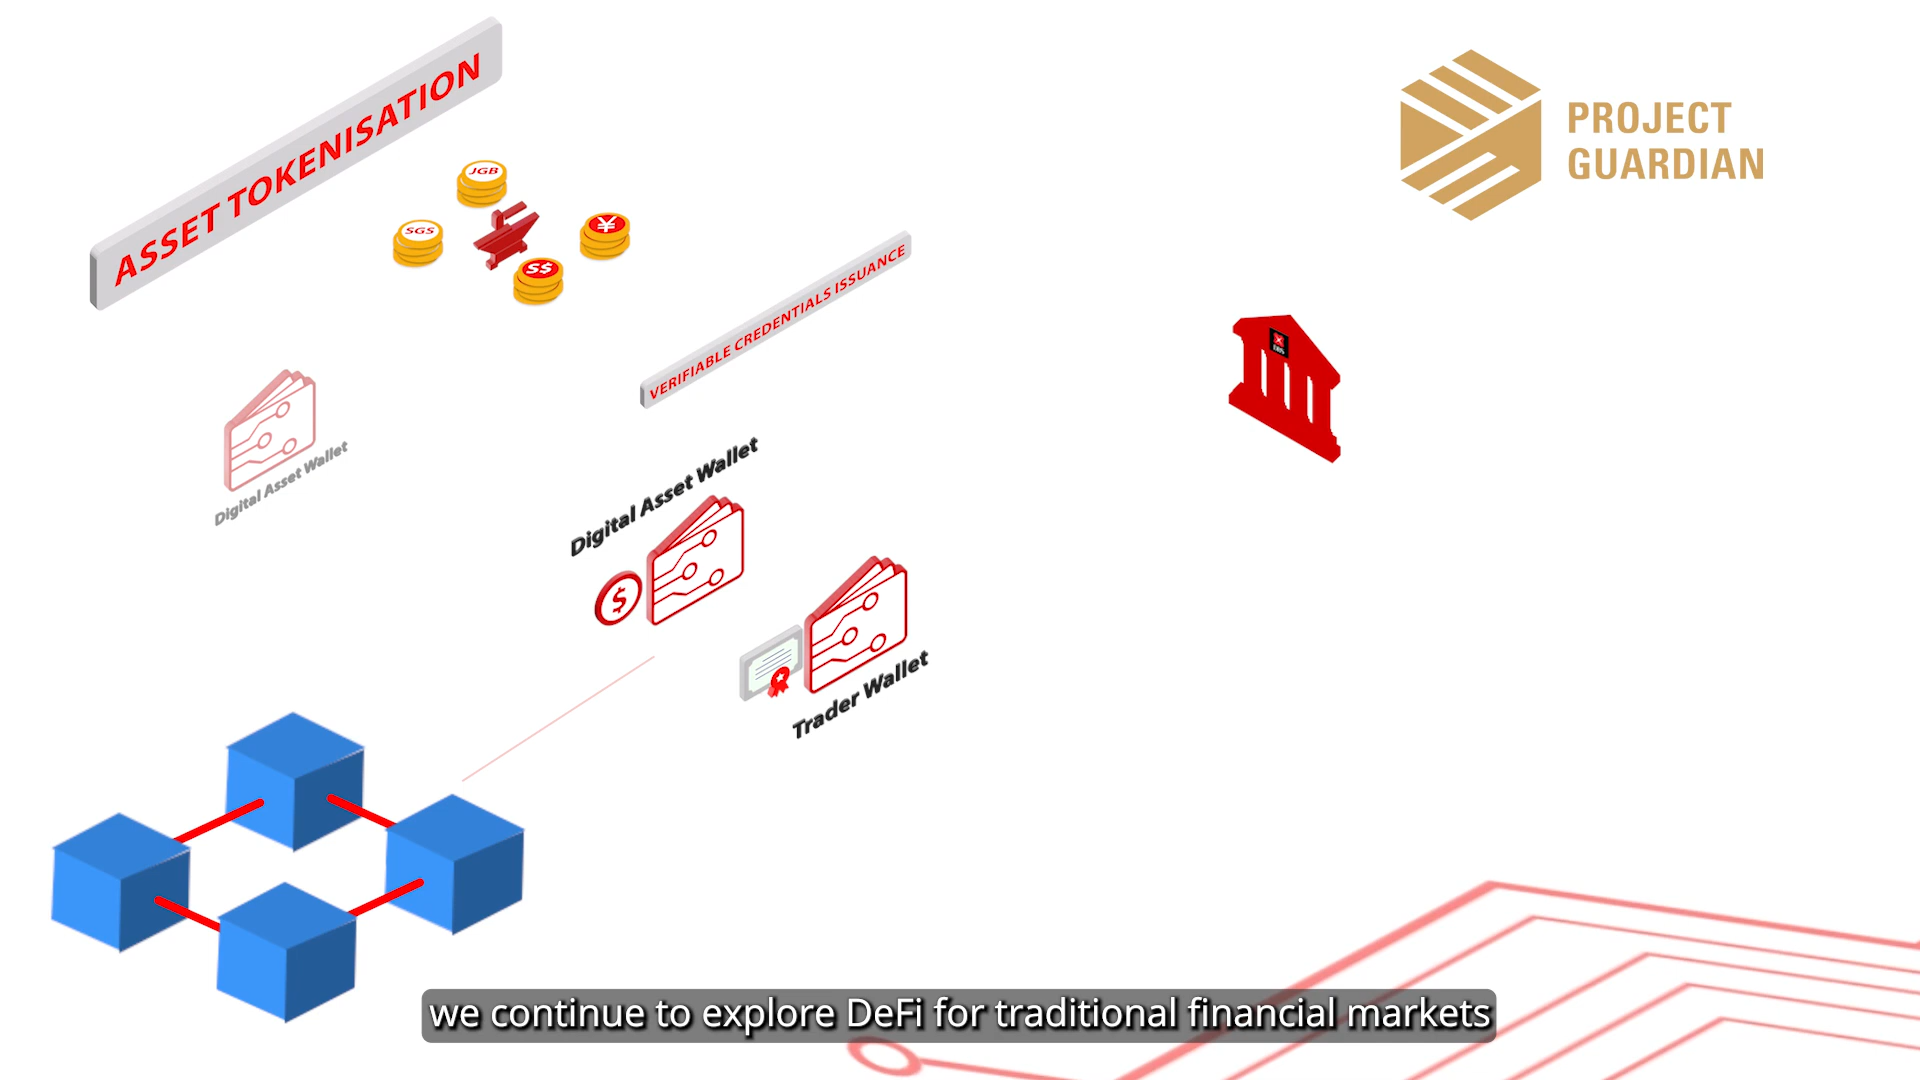 ASSET TOKENISATION
PROJECT
GUARDIAN
JGB
SGS
¥
S$
VERIFIABLE CREDENTIALS ISSUANCE
DBS
Digital Asset Wallet
Digital Asset Wallet
$
Trader Wallet
we continue to explore DeFi for traditional financial markets